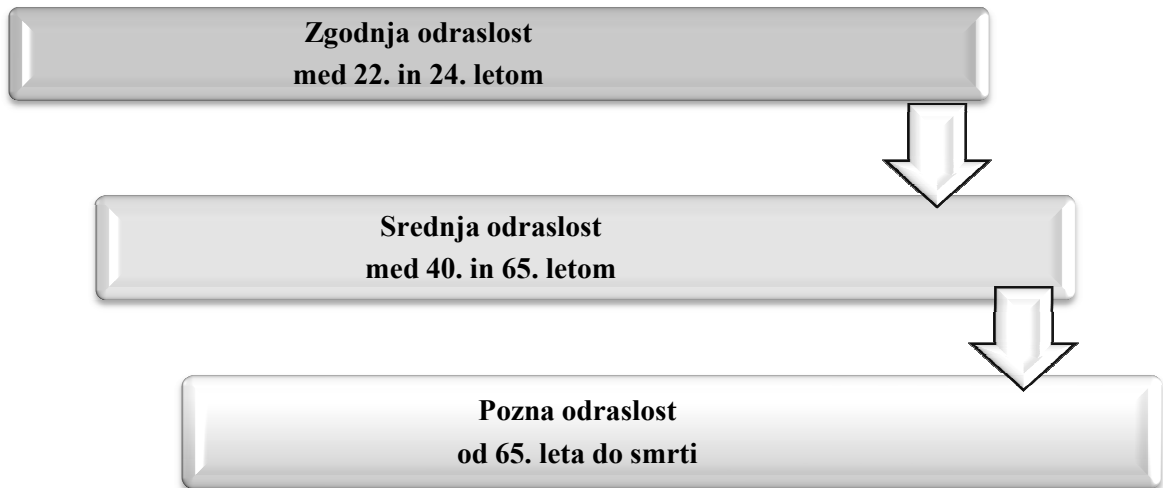 Zgodnja odraslost
med 22. in 24. letom
Srednja odraslost
med 40. in 65. letom
Pozna odraslost
od 65. leta do smrti